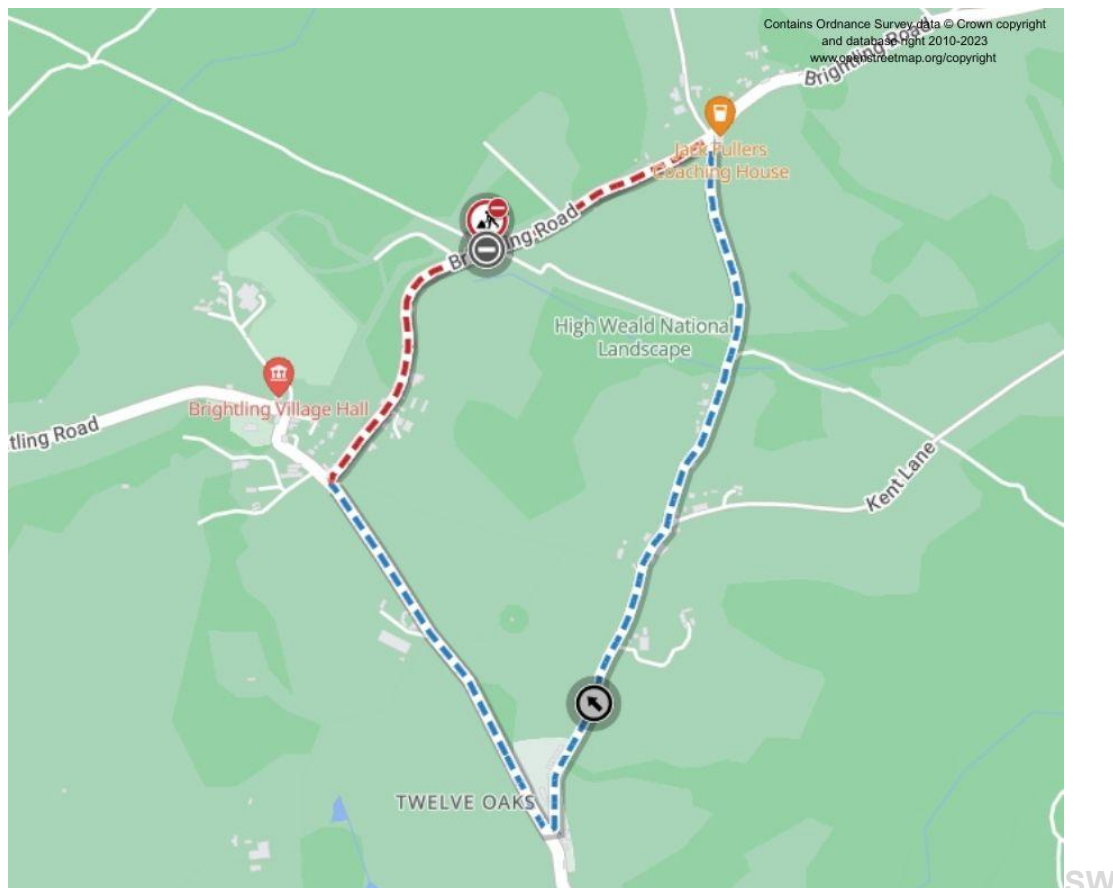 Contains Ordnance Survey data © Crown copyright
and database right 2010-2023
www.openstreetmap.org/copyright
Brightling Road
Jack Fullers
Coaching House
Brightling Road
High Weald National
Landscape
Brightling Village Hall
tling Road
Kent Lane
TWELVE OAKS
SW